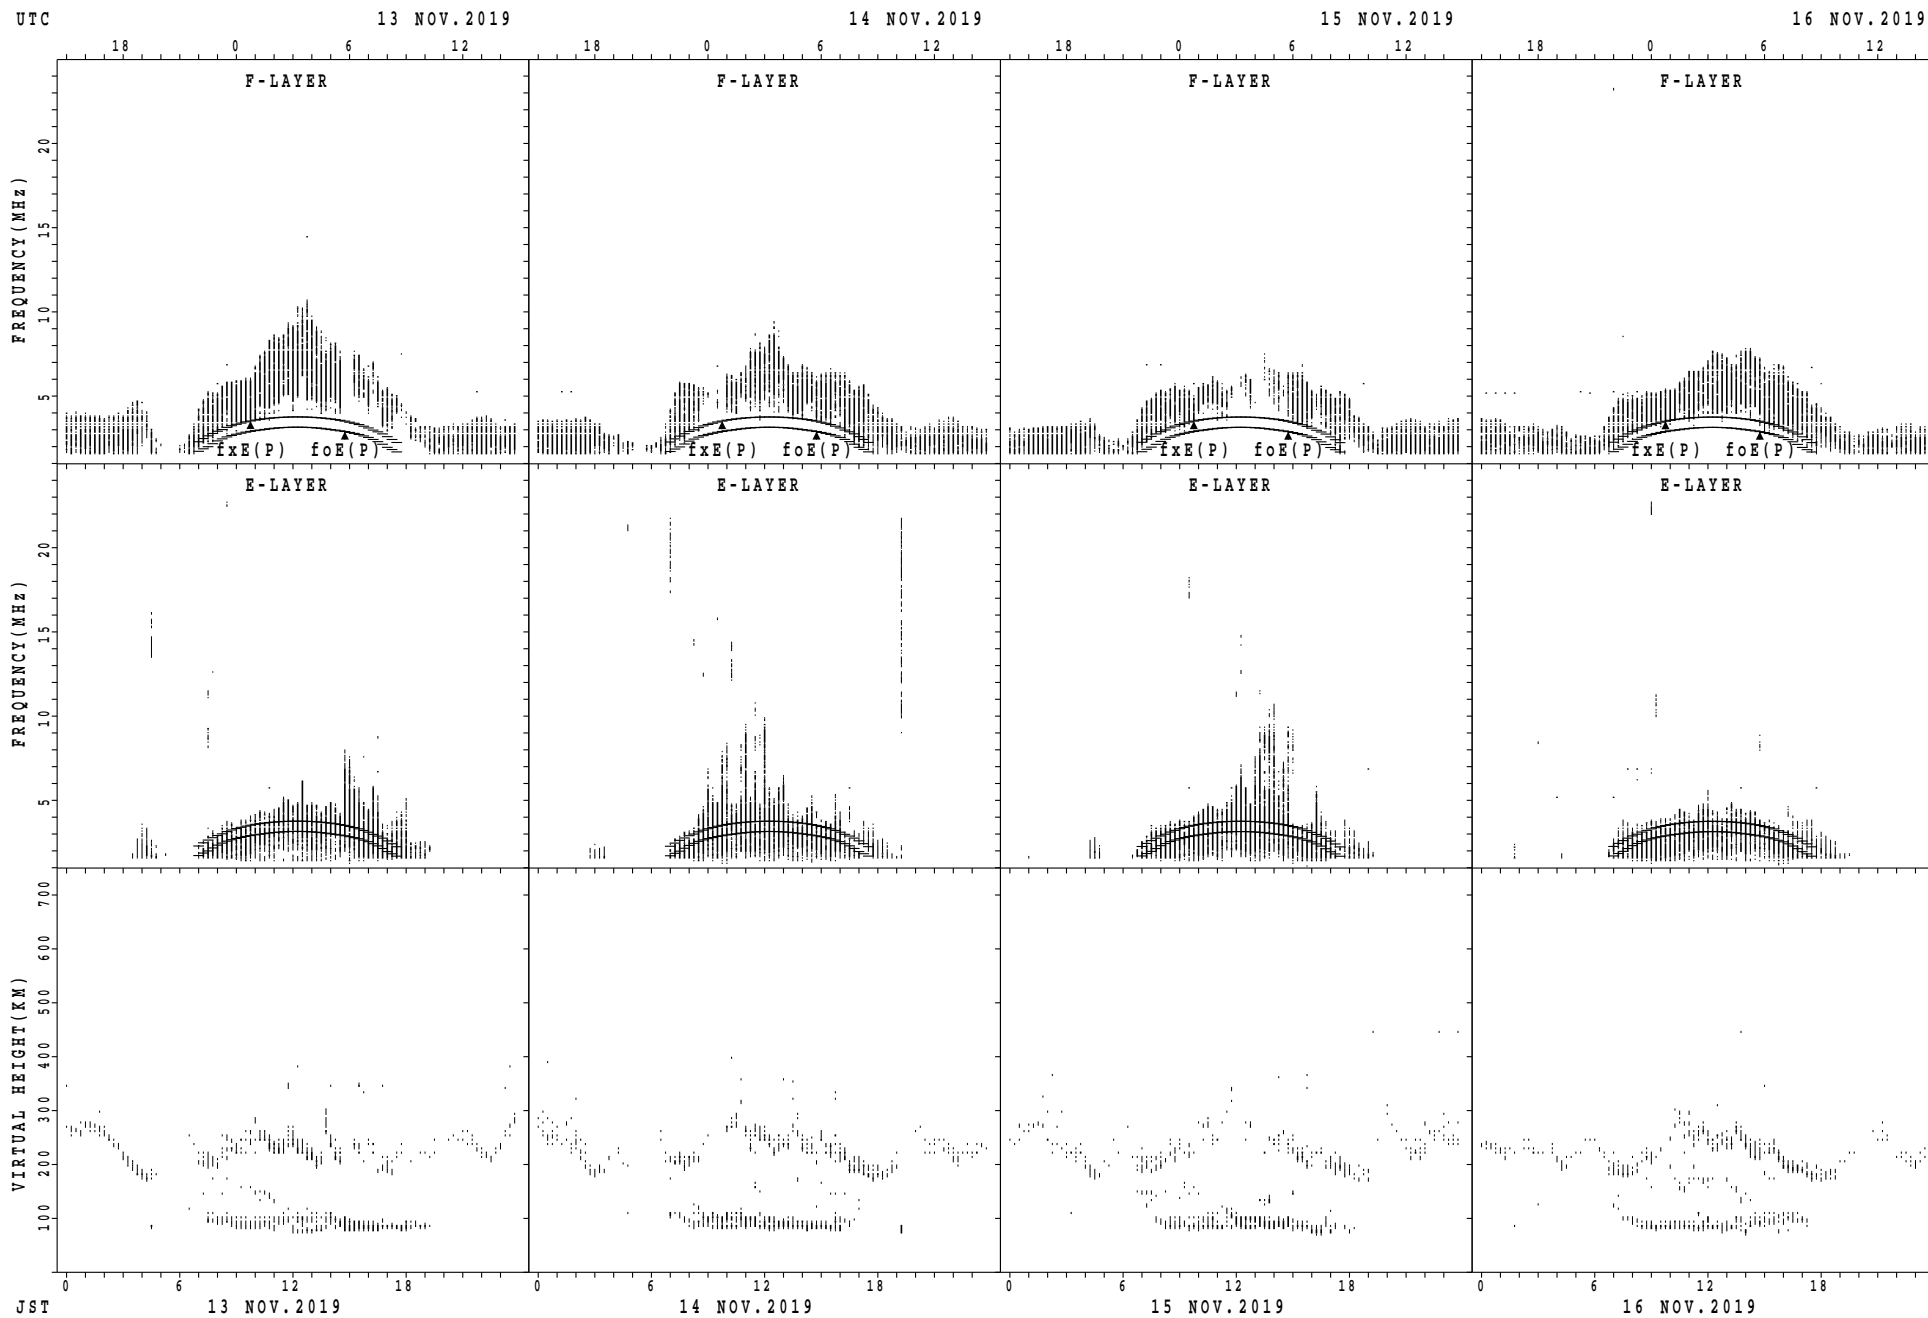 UTC 13 NOV.2019 14 NOV.2019 15 NOV.2019 16 NOV.2019
18 0 6 12 18 0 6 12 18 0 6 12 18 0 6 12
F-LAYER F-LAYER F-LAYER F-LAYER
FREQUENCY(MHz)
20
15
10
5
fxE(P) foE(P) fxE(P) foE(P) fxE(P) foE(P) fxE(P) foE(P)
E-LAYER E-LAYER E-LAYER E-LAYER
FREQUENCY(MHz)
20
15
10
5
VIRTUAL HEIGHT(KM)
700
600
500
400
300
200
100
0 6 12 18 0 6 12 18 0 6 12 18 0 6 12 18
JST 13 NOV.2019 14 NOV.2019 15 NOV.2019 16 NOV.2019